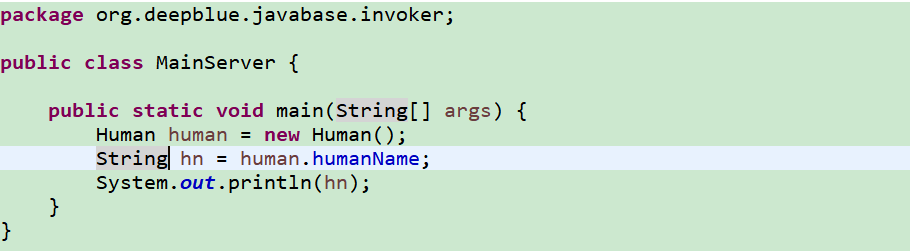 package org.deepblue.javabase.invoker;
public class MainServer {
public static void main(String[] args) {
Human human = new Human();
String hn = human.humanName;
System.out.println(hn);
}
}